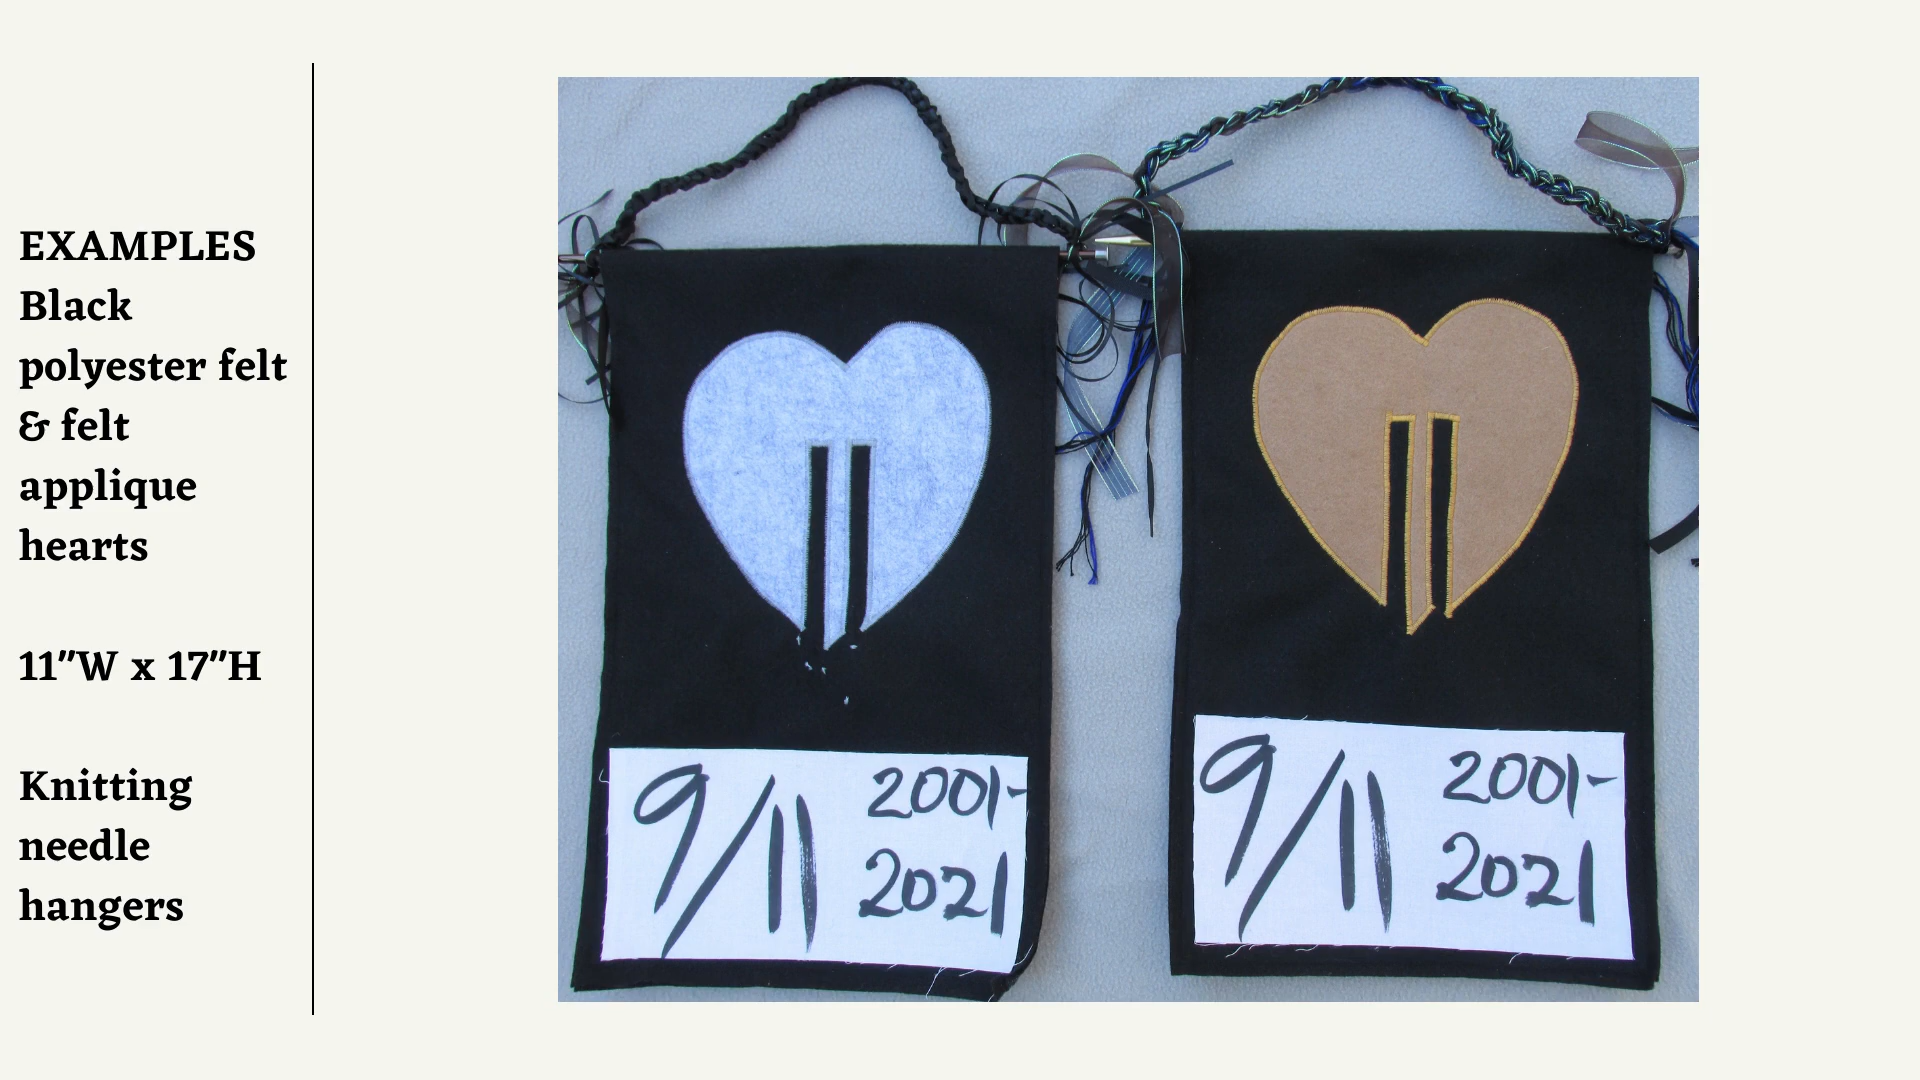 EXAMPLES
Black
polyester felt
& felt
applique
hearts
11"W x 17"H
Knitting
needle
hangers
9/11 2001-
2021
9/11 2001-
2021